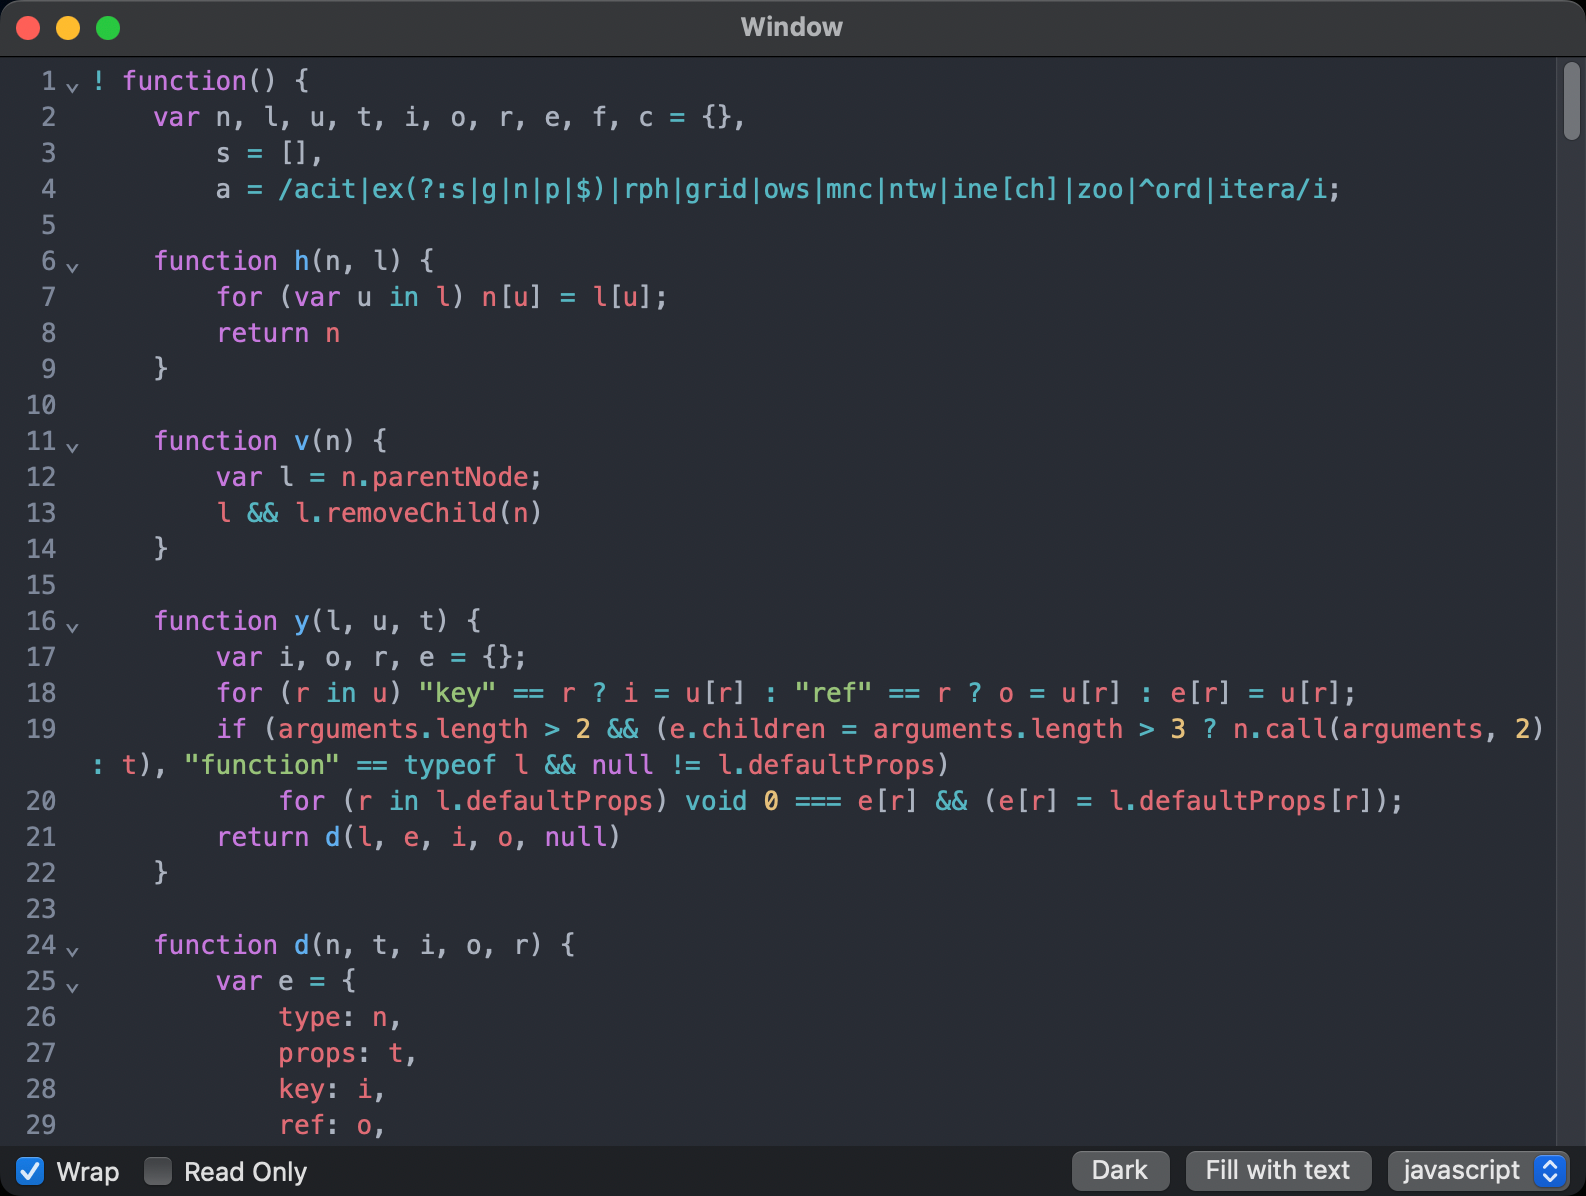 Window
1 ! function() {
2     var n, l, u, t, i, o, r, e, f, c = {},
3         s = [],
4         a = /acit|ex(?:s|g|n|p|$)|rph|grid|ows|mnc|ntw|ine[ch]|zoo|^ord|itera/i;
5
6     function h(n, l) {
7         for (var u in l) n[u] = l[u];
8         return n
9     }
10
11     function v(n) {
12         var l = n.parentNode;
13         l && l.removeChild(n)
14     }
15
16     function y(l, u, t) {
17         var i, o, r, e = {};
18         for (r in u) "key" == r ? i = u[r] : "ref" == r ? o = u[r] : e[r] = u[r];
19         if (arguments.length > 2 && (e.children = arguments.length > 3 ? n.call(arguments, 2)
: t), "function" == typeof l && null != l.defaultProps)
20             for (r in l.defaultProps) void 0 === e[r] && (e[r] = l.defaultProps[r]);
21         return d(l, e, i, o, null)
22     }
23
24     function d(n, t, i, o, r) {
25         var e = {
26             type: n,
27             props: t,
28             key: i,
29             ref: o,
Wrap Read Only Dark Fill with text javascript